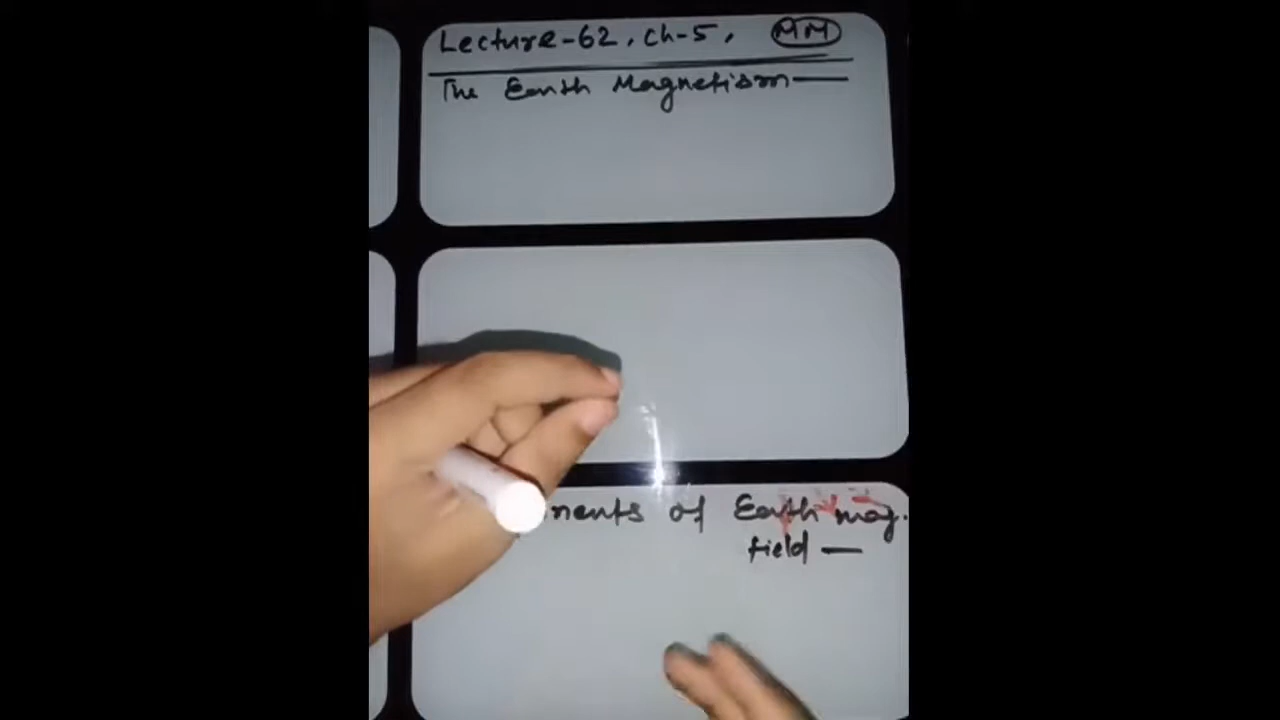 Lecture-62, Ch-5, MM
The Earth Magnetism—
nents of Earth mag.
field —